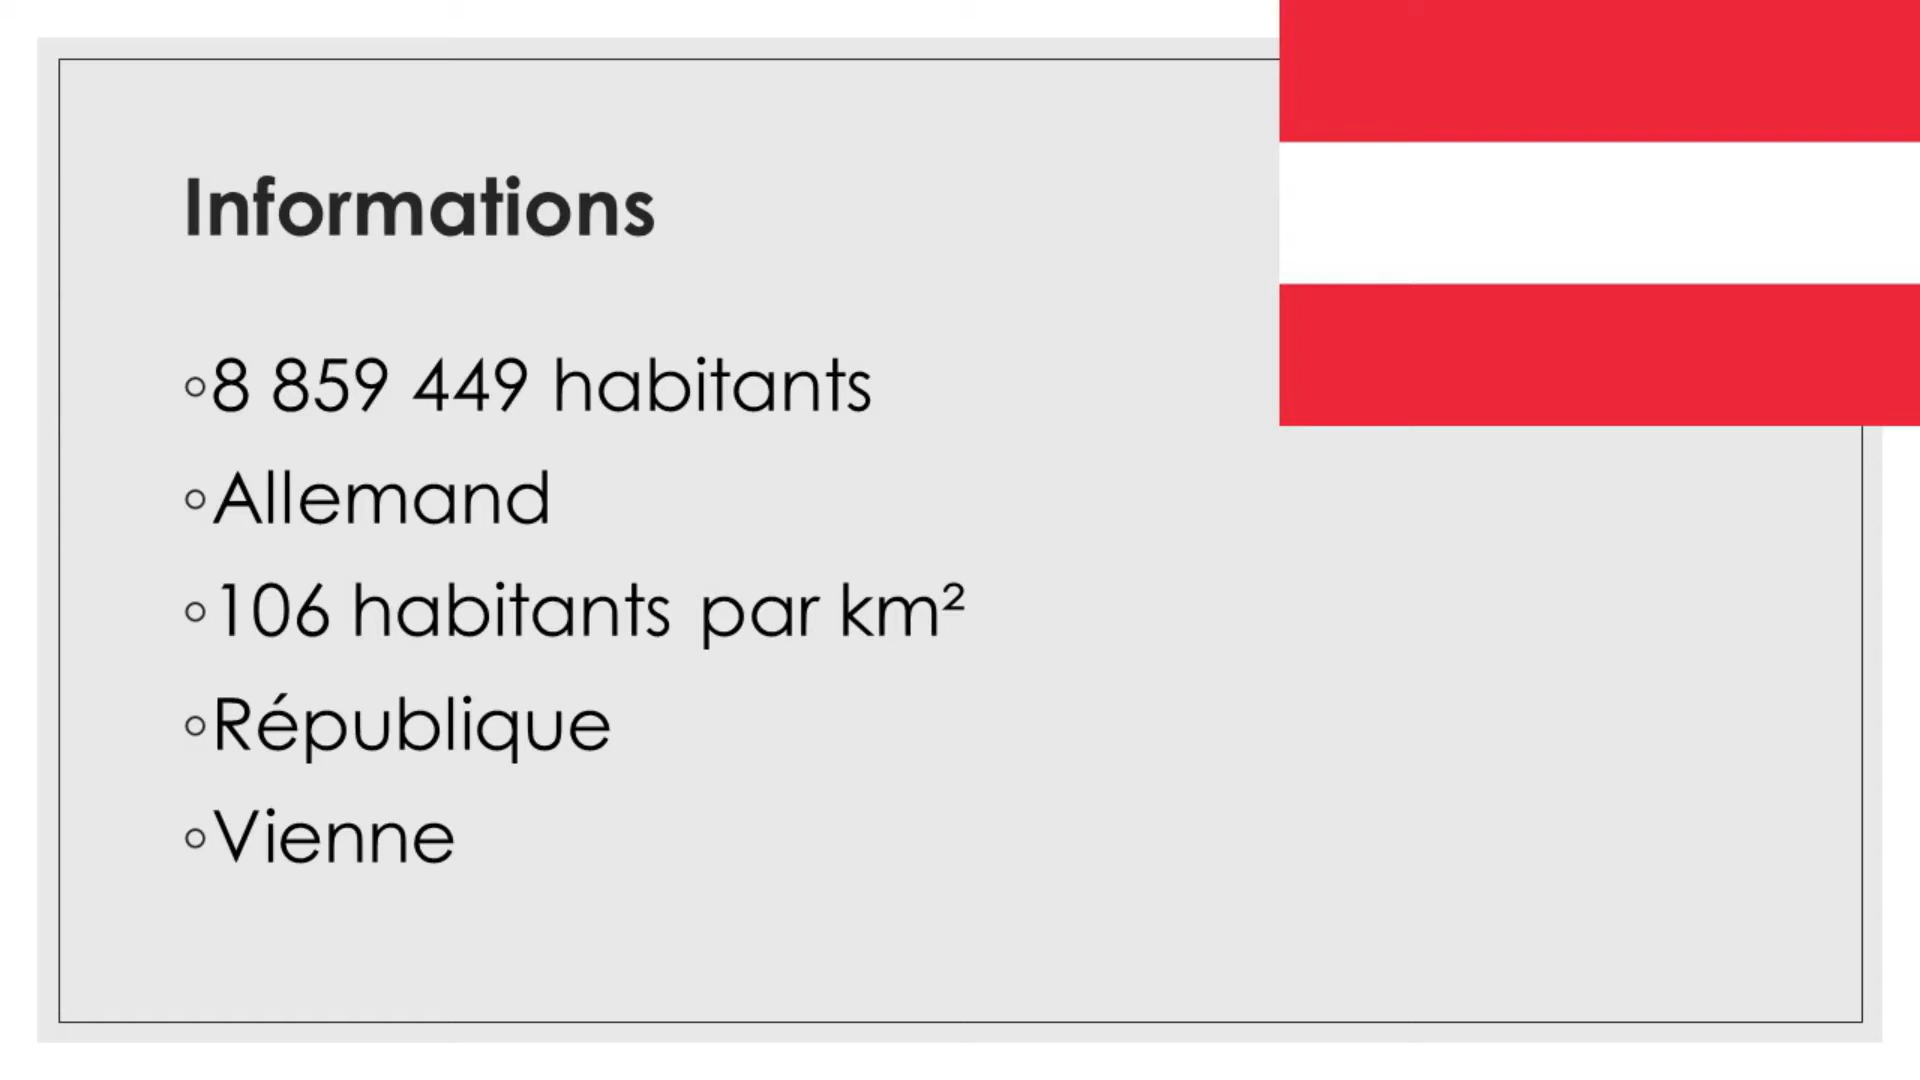 Informations
◦8 859 449 habitants
◦Allemand
◦106 habitants par km²
◦République
◦Vienne